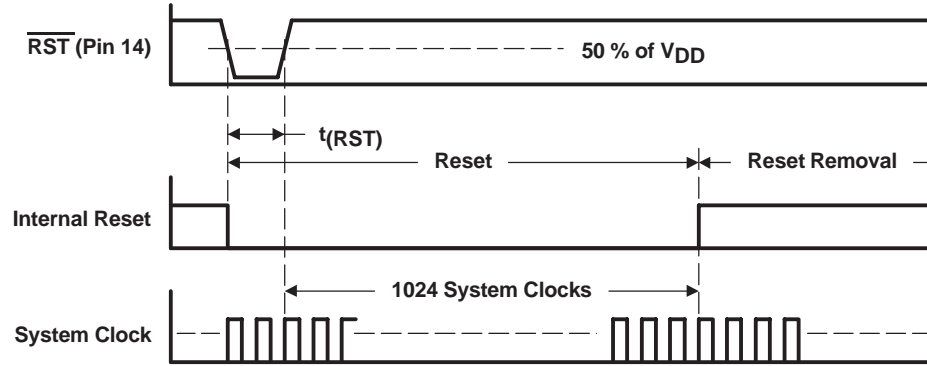 RST (Pin 14)
50 % of VDD
t(RST)
Reset
Reset Removal
Internal Reset
1024 System Clocks
System Clock